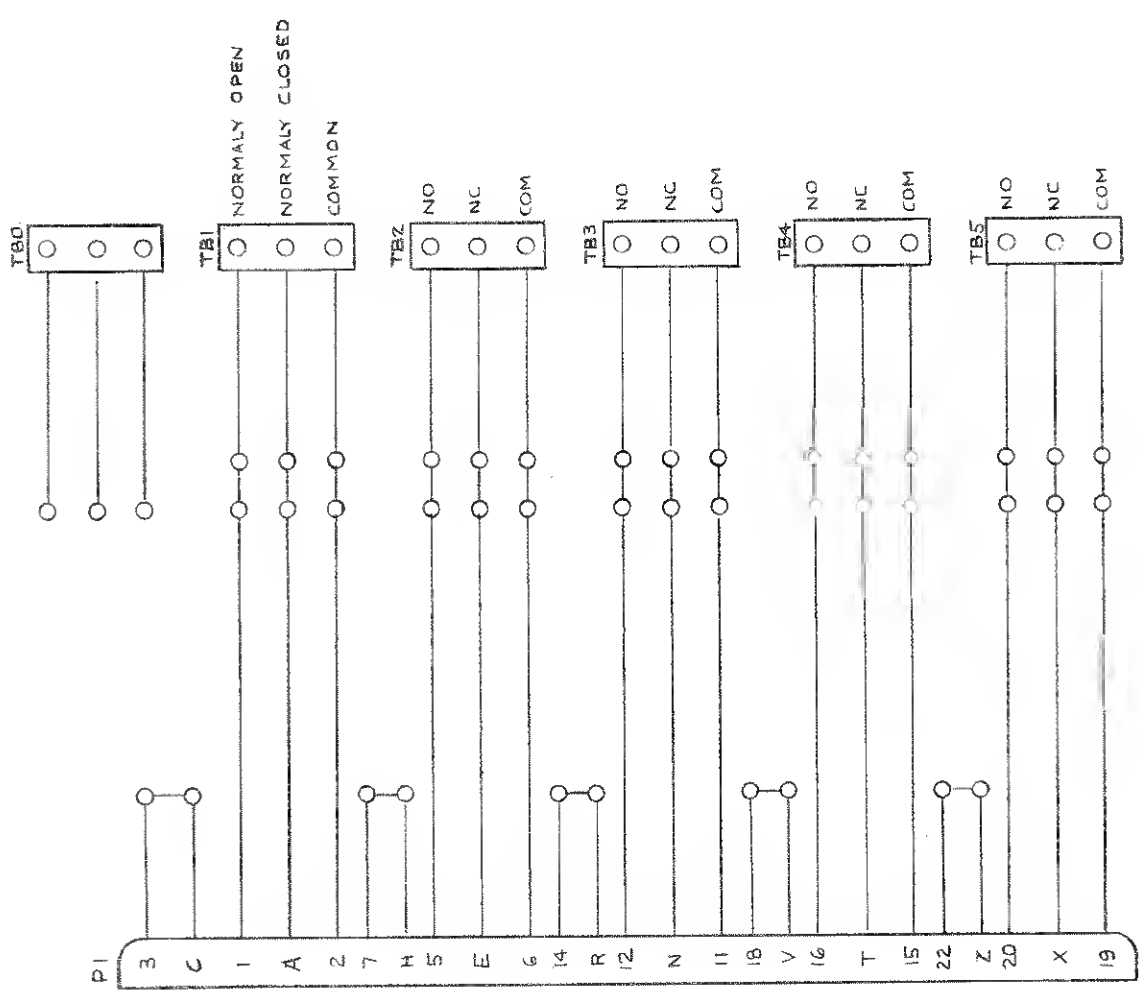 TB0
TB1
NORMALY OPEN
NORMALY CLOSED
COMMON
TB2
NO
NC
COM
TB3
NO
NC
COM
TB4
NO
NC
COM
TB5
NO
NC
COM
P1
3
C
1
A
2
7
H
5
E
6
14
R
12
N
11
18
V
16
T
15
22
Z
20
X
19